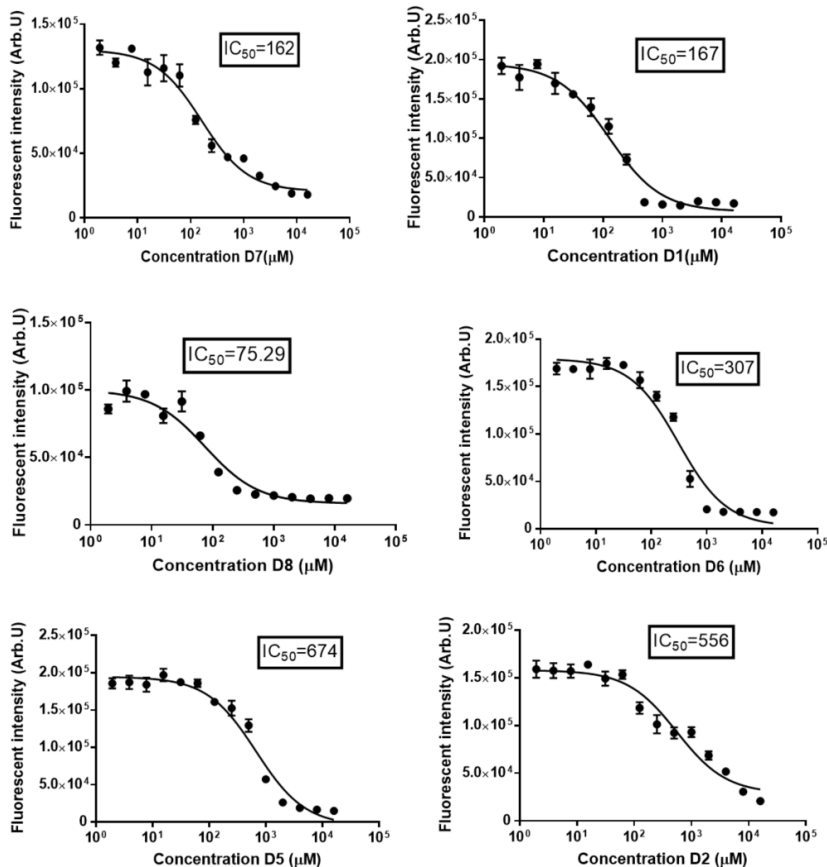 Fluorescent intensity (Arb.U)
1.5×10⁵
1.0×10⁵
5.0×10⁴
0
IC₅₀=162
10⁰ 10¹ 10² 10³ 10⁴ 10⁵
Concentration D7(μM)
Fluorescent intensity (Arb.U)
2.5×10⁵
2.0×10⁵
1.5×10⁵
1.0×10⁵
5.0×10⁴
0
IC₅₀=167
10⁰ 10¹ 10² 10³ 10⁴ 10⁵
Concentration D1(μM)
Fluorescent intensity (Arb.U)
1.5×10⁵
1.0×10⁵
5.0×10⁴
0
IC₅₀=75.29
10⁰ 10¹ 10² 10³ 10⁴ 10⁵
Concentration D8 (μM)
Fluorescent intensity (Arb.U)
2.0×10⁵
1.5×10⁵
1.0×10⁵
5.0×10⁴
0
IC₅₀=307
10⁰ 10¹ 10² 10³ 10⁴ 10⁵
Concentration D6 (μM)
Fluorescent intensity (Arb.U)
2.5×10⁵
2.0×10⁵
1.5×10⁵
1.0×10⁵
5.0×10⁴
0
IC₅₀=674
10⁰ 10¹ 10² 10³ 10⁴ 10⁵
Concentration D5 (μM)
Fluorescent intensity (Arb.U)
2.0×10⁵
1.5×10⁵
1.0×10⁵
5.0×10⁴
0
IC₅₀=556
10⁰ 10¹ 10² 10³ 10⁴ 10⁵
Concentration D2 (μM)